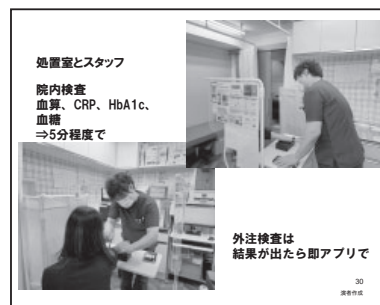 処置室とスタッフ
院内検査
血算、CRP、HbA1c、
血糖
⇒5分程度で
外注検査は
結果が出たら即アプリで
30
演者作成